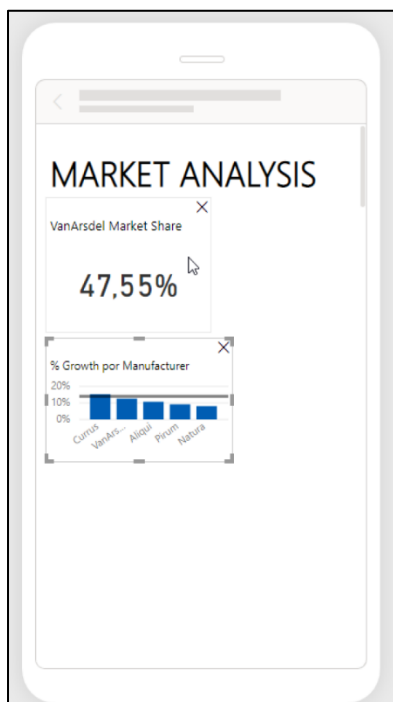 MARKET ANALYSIS
VanArsdel Market Share
47,55%
% Growth por Manufacturer
20%
10%
0%
Currus
VanArs...
Aliqui
Pirum
Natura